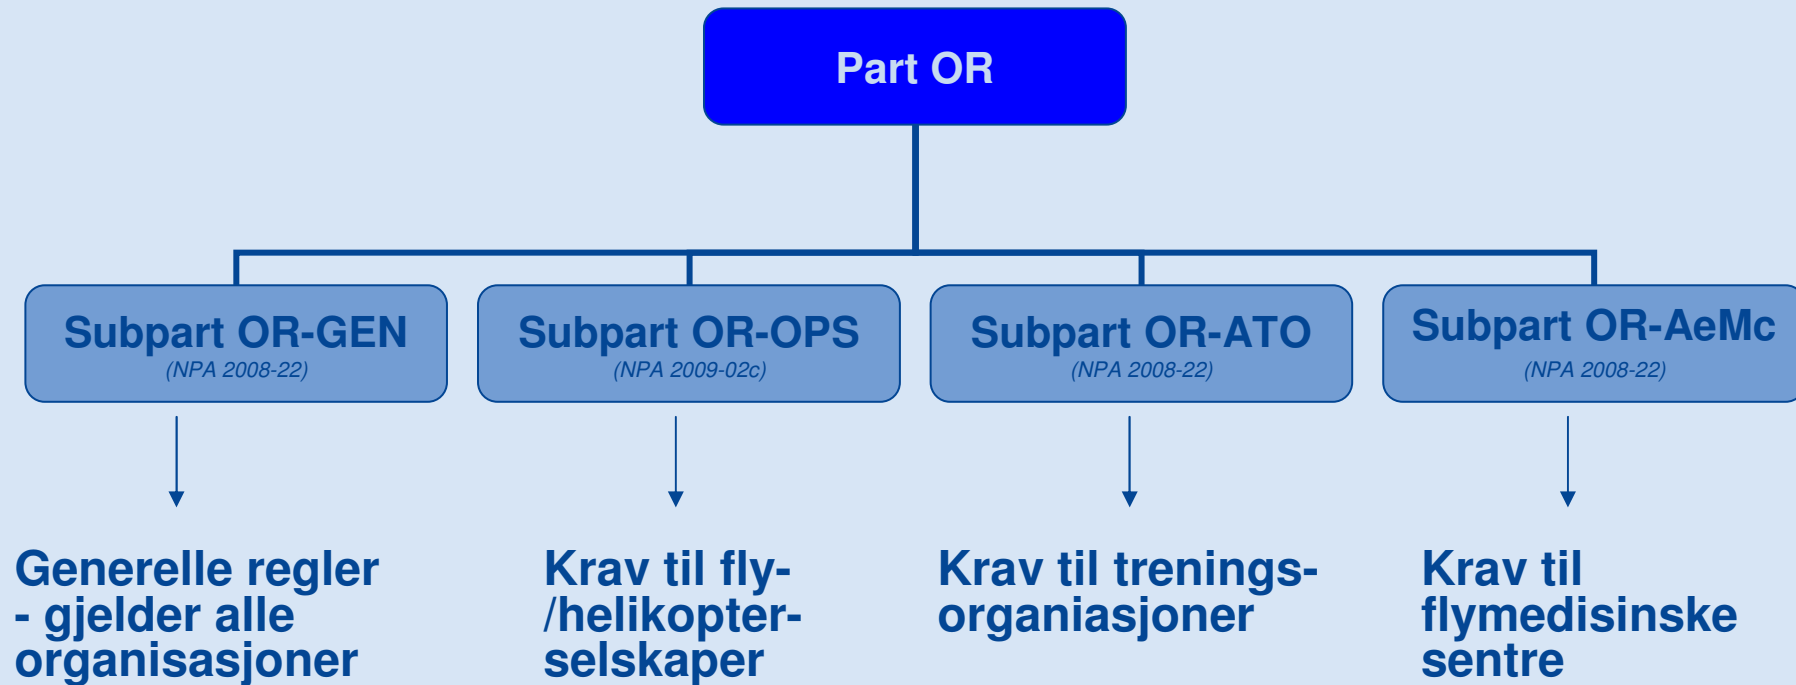 Part OR
Subpart OR-GEN
(NPA 2008-22)
Subpart OR-OPS
(NPA 2009-02c)
Subpart OR-ATO
(NPA 2008-22)
Subpart OR-AeMc
(NPA 2008-22)
Generelle regler
- gjelder alle
organisasjoner
Krav til fly-
/helikopter-
selskaper
Krav til trenings-
organiasjoner
Krav til
flymedisinske
sentre